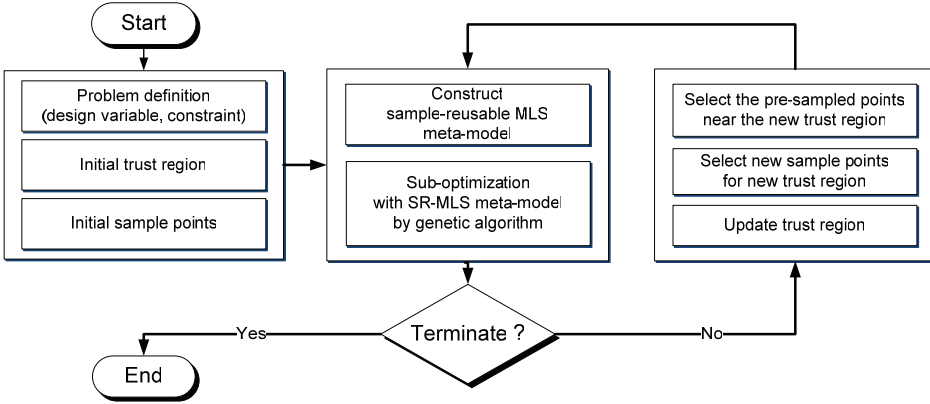 Start
Problem definition
(design variable, constraint)
Initial trust region
Initial sample points
Construct
sample-reusable MLS
meta-model
Sub-optimization
with SR-MLS meta-model
by genetic algorithm
Select the pre-sampled points
near the new trust region
Select new sample points
for new trust region
Update trust region
Terminate ?
Yes
No
End